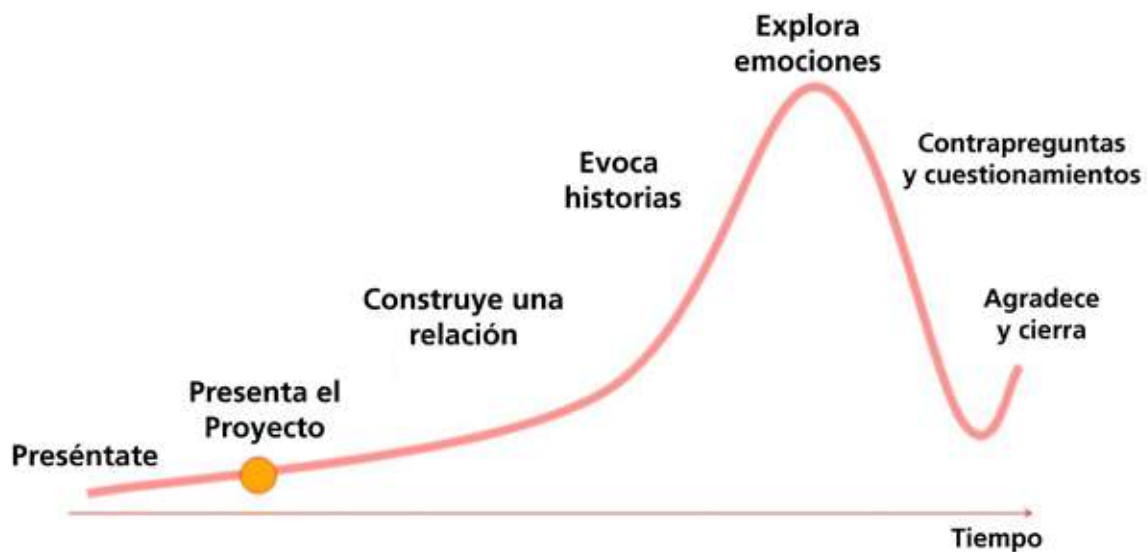 Preséntate
Presenta el
Proyecto
Construye una
relación
Evoca
historias
Explora
emociones
Contrapreguntas
y cuestionamientos
Agradece
y cierra
Tiempo